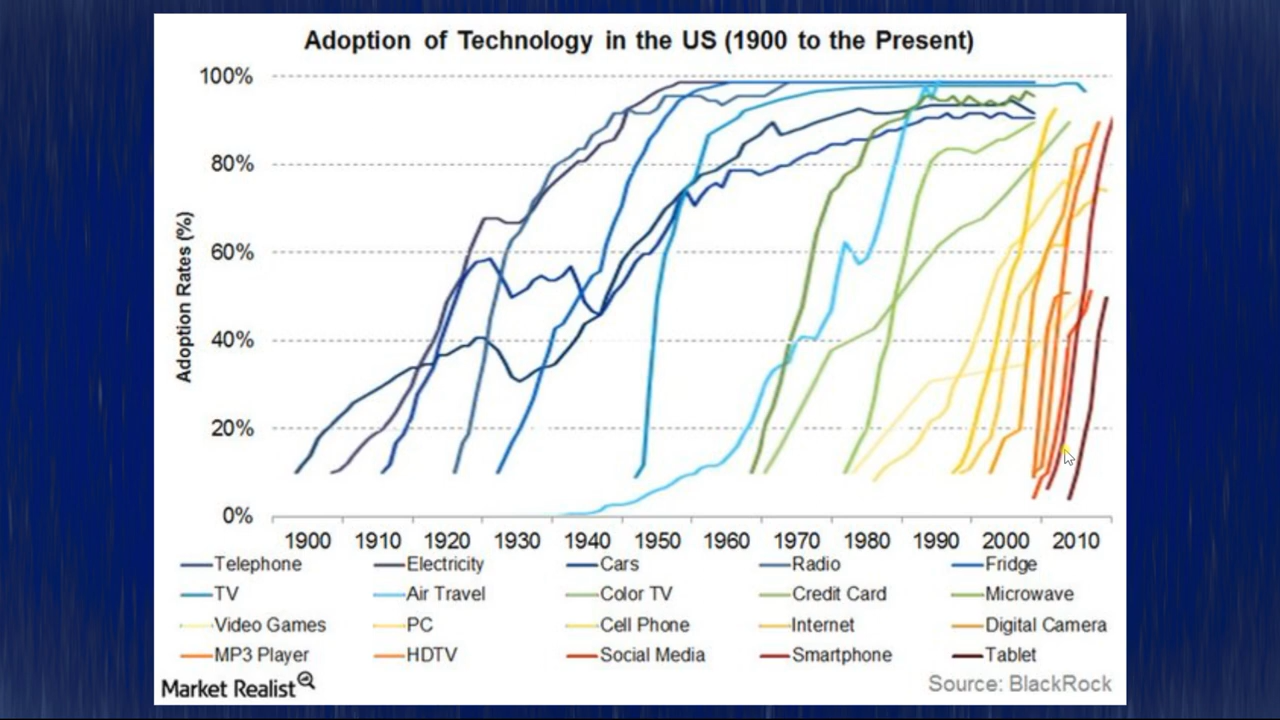 Adoption of Technology in the US (1900 to the Present)
100%
80%
60%
40%
20%
0%
Adoption Rates (%)
1900 1910 1920 1930 1940 1950 1960 1970 1980 1990 2000 2010
Telephone Electricity Cars Radio Fridge
TV Air Travel Color TV Credit Card Microwave
Video Games PC Cell Phone Internet Digital Camera
MP3 Player HDTV Social Media Smartphone Tablet
Market Realist
Source: BlackRock